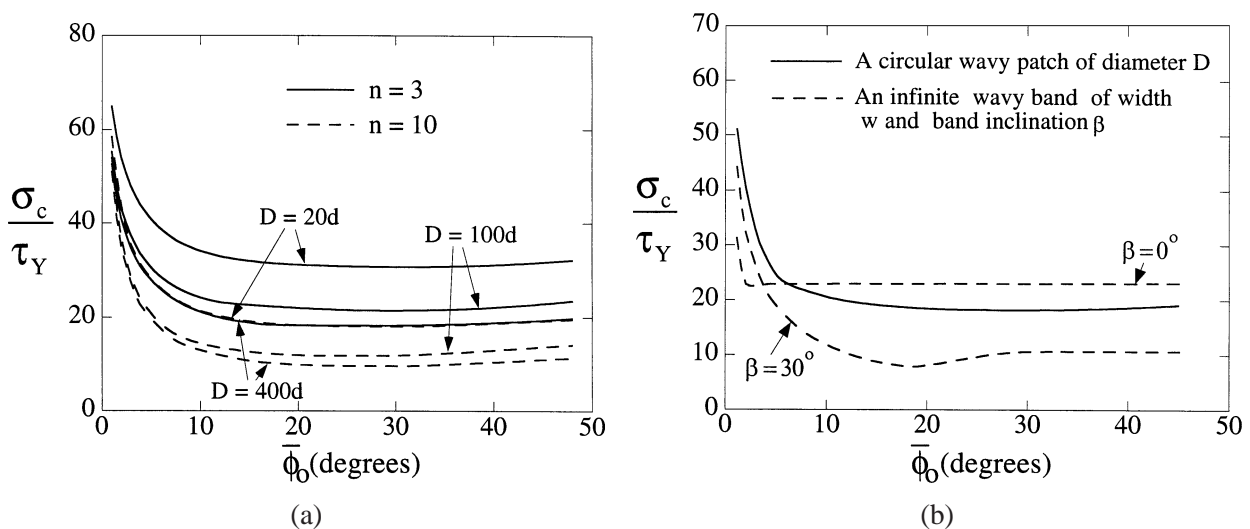 80
60
40
20
0
σc
τY
n = 3
n = 10
D = 20d
D = 100d
D = 400d
0 10 20 30 40 50
ϕ̅o(degrees)
(a)
70
60
50
40
30
20
10
0
σc
τY
A circular wavy patch of diameter D
An infinite wavy band of width
w and band inclination β
β=0°
β=30°
0 10 20 30 40 50
ϕ̅o(degrees)
(b)